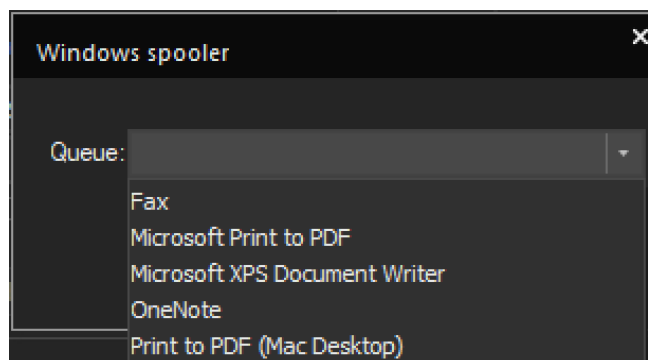 Windows spooler
Queue:
Fax
Microsoft Print to PDF
Microsoft XPS Document Writer
OneNote
Print to PDF (Mac Desktop)